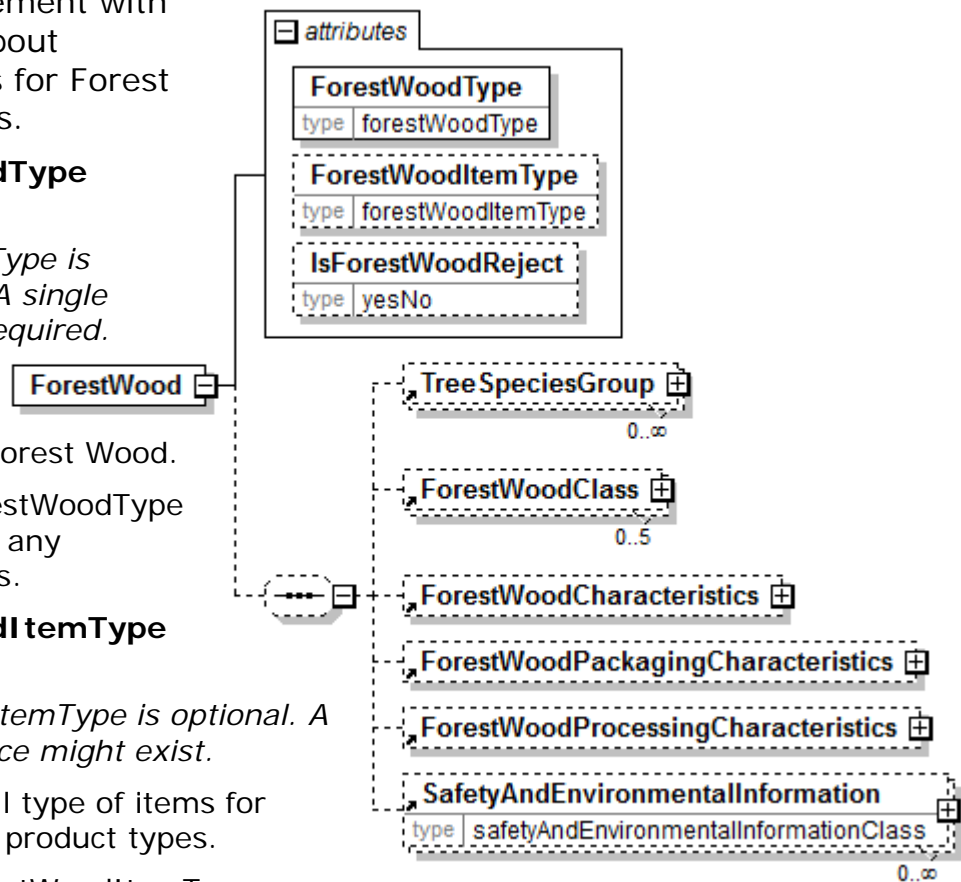 ement with
bout
s for Forest
s.
dType
Type is
A single
equired.
orest Wood.
estWoodType
any
s.
dItemType
temType is optional. A
ce might exist.
l type of items for
product types.
attributes
ForestWoodType
type forestWoodType
ForestWoodItemType
type forestWoodItemType
IsForestWoodReject
type yesNo
ForestWood
TreeSpeciesGroup
0..∞
ForestWoodClass
0..5
ForestWoodCharacteristics
ForestWoodPackagingCharacteristics
ForestWoodProcessingCharacteristics
SafetyAndEnvironmentalInformation
type safetyAndEnvironmentalInformationClass
0..∞